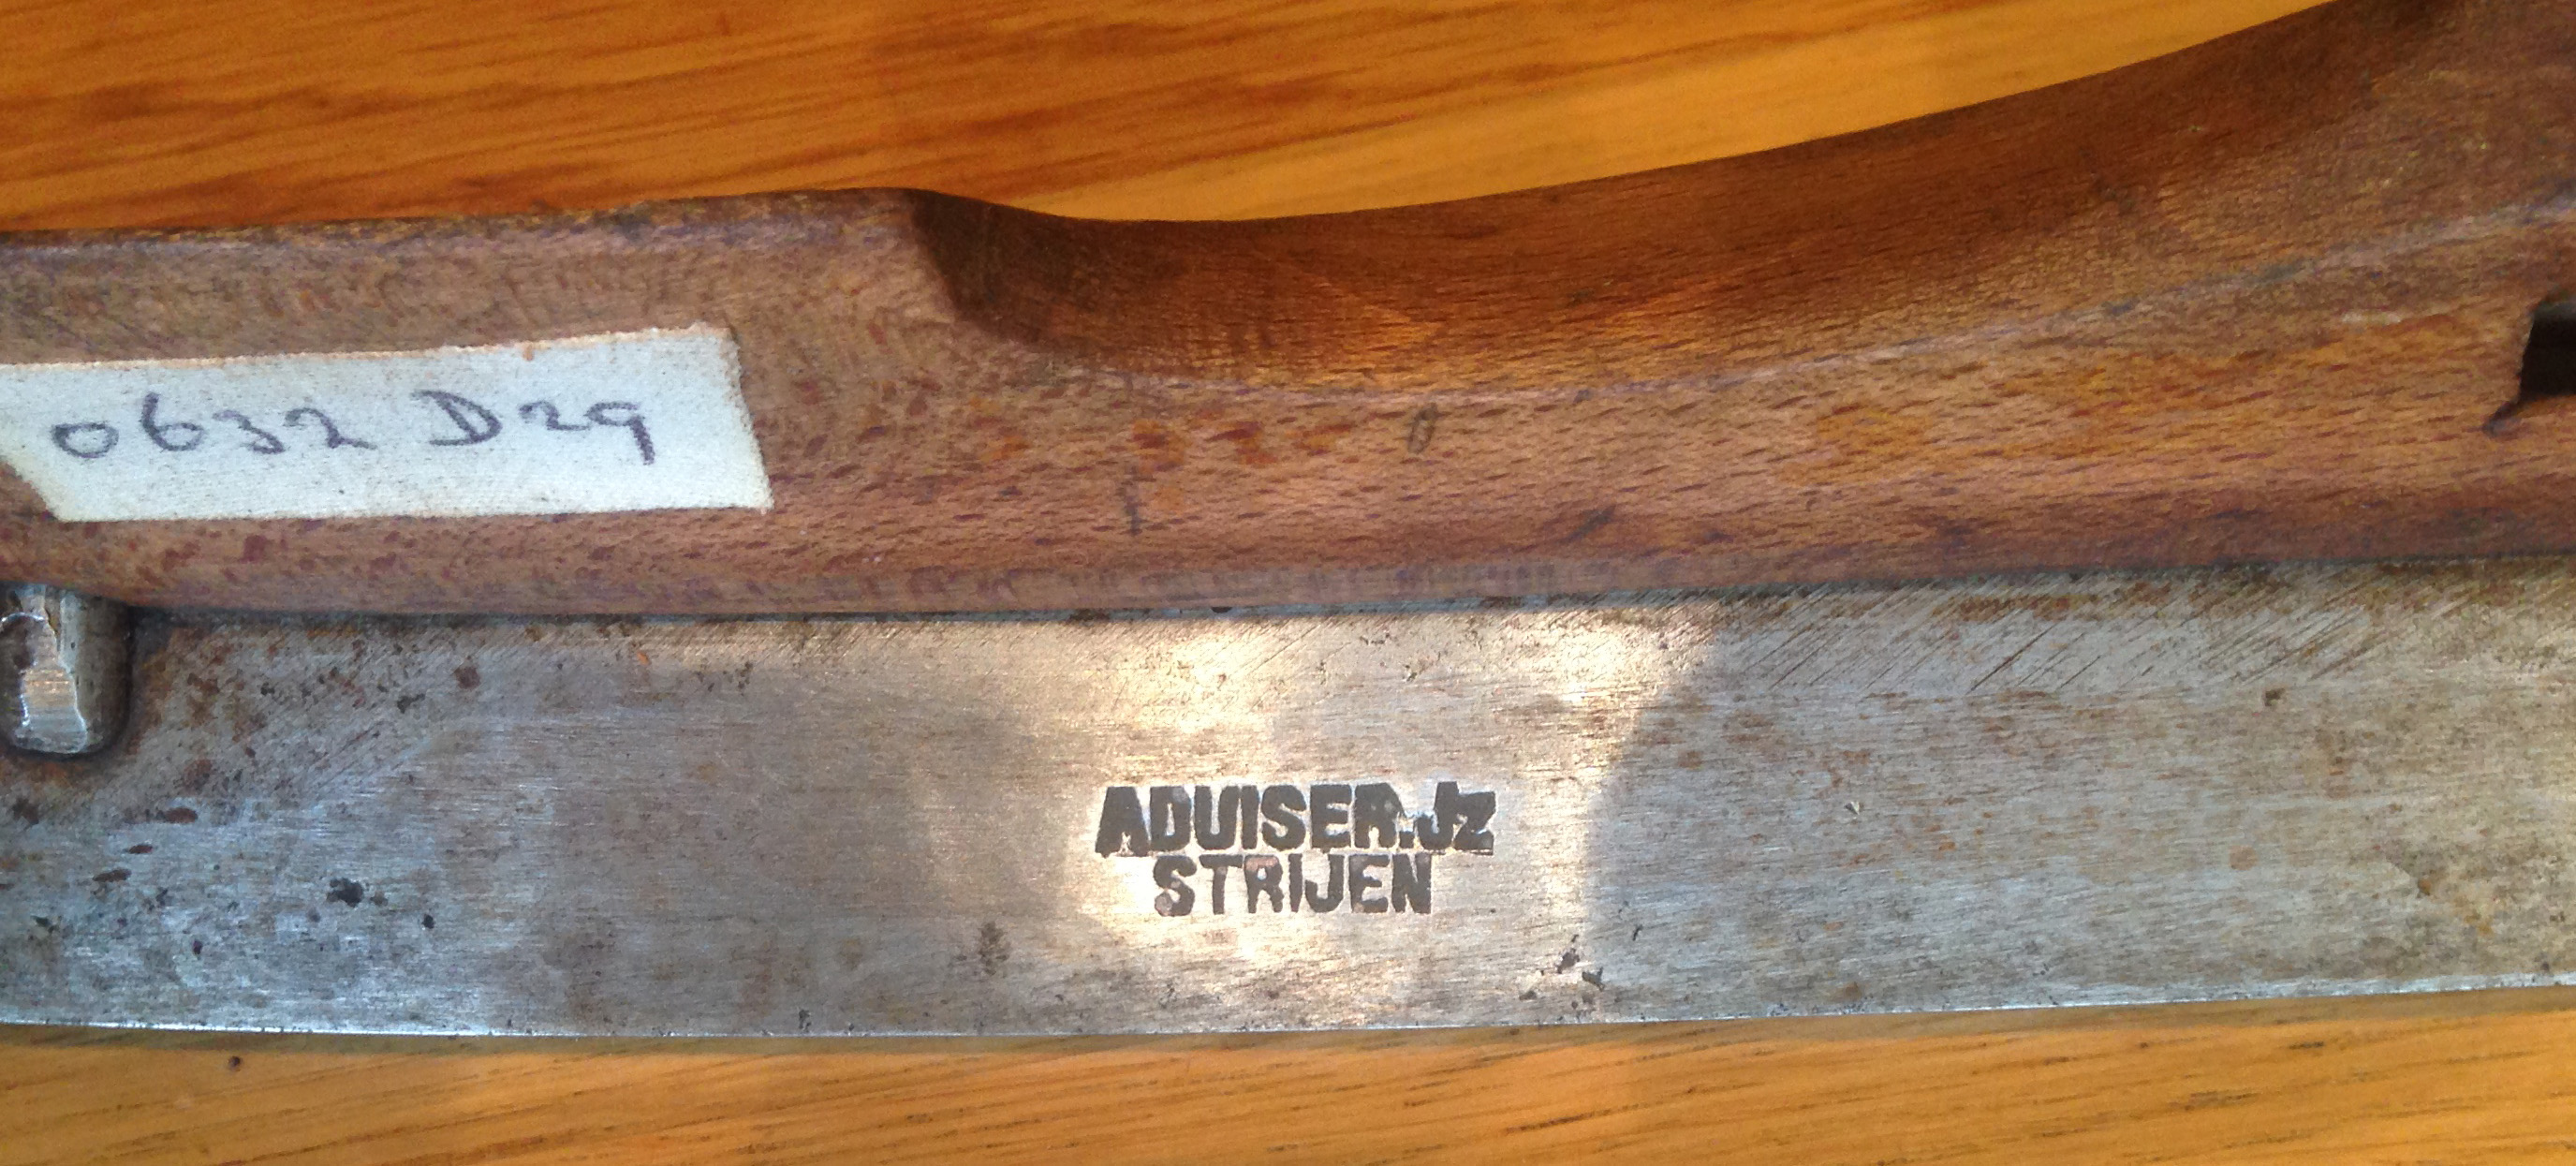 0632 D29
ADUISER.Jz
STRIJEN